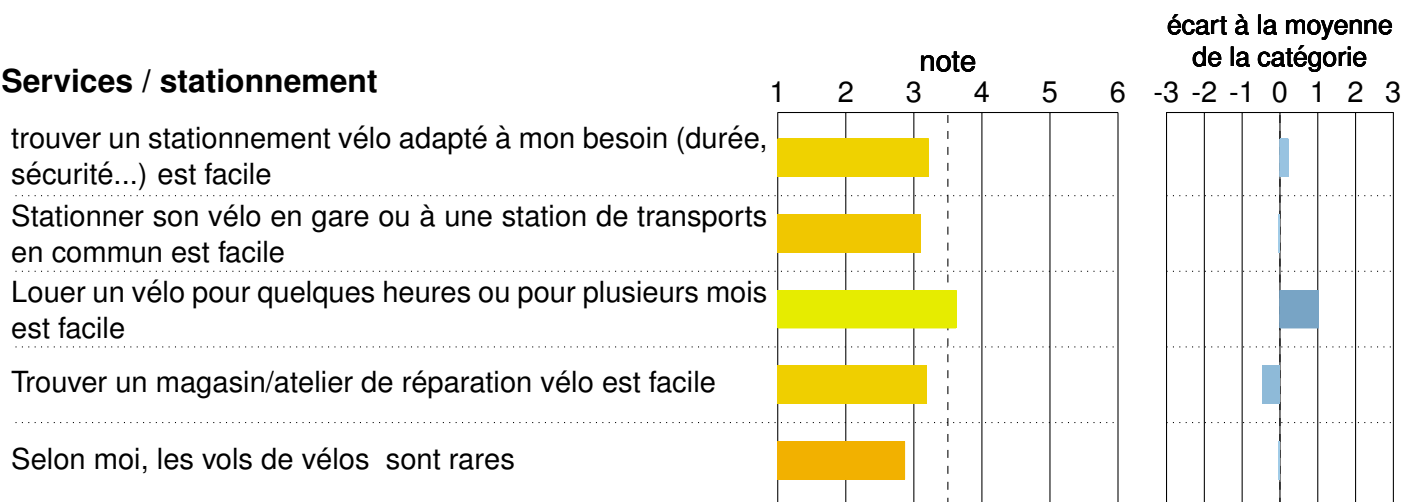 écart à la moyenne
note de la catégorie
Services / stationnement
1 2 3 4 5 6 -3 -2 -1 0 1 2 3
trouver un stationnement vélo adapté à mon besoin (durée,
sécurité...) est facile
Stationner son vélo en gare ou à une station de transports
en commun est facile
Louer un vélo pour quelques heures ou pour plusieurs mois
est facile
Trouver un magasin/atelier de réparation vélo est facile
Selon moi, les vols de vélos sont rares